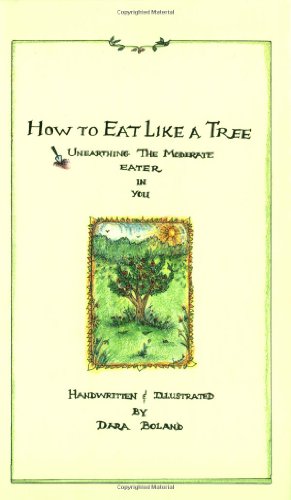 How to Eat Like a Tree
Unearthing The Moderate
Eater
in
You
Handwritten & Illustrated
By
Dara Boland